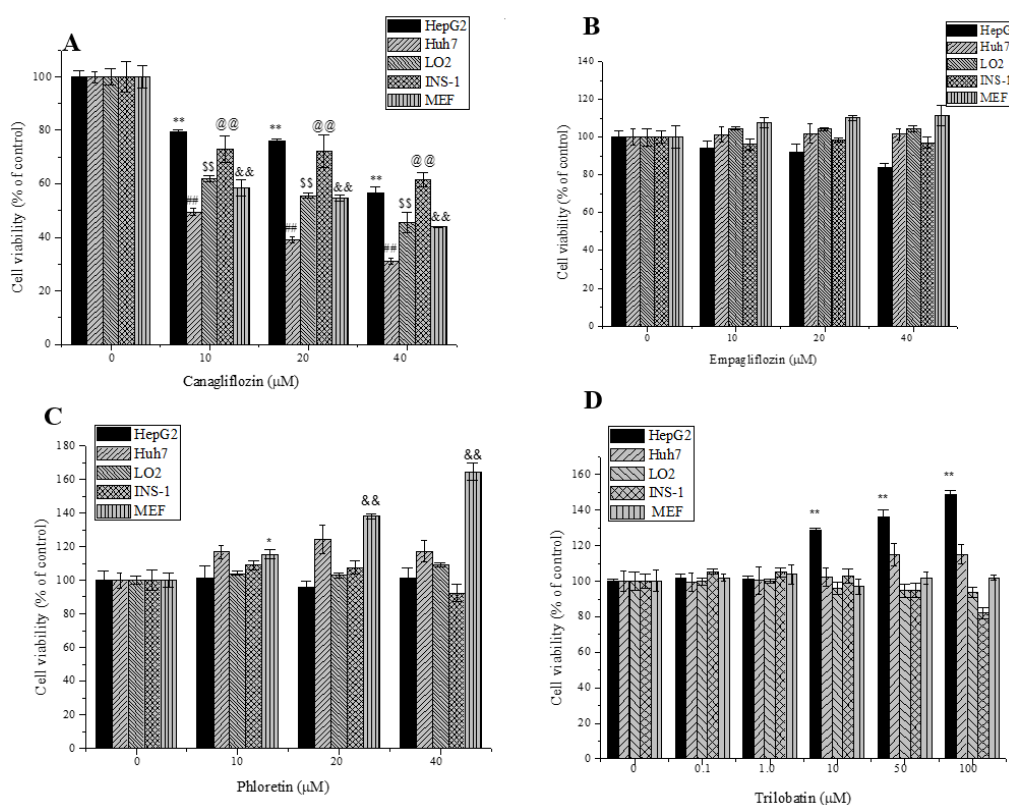 A
HepG2
Huh7
LO2
INS-1
MEF
100
80
60
40
20
0
Cell viability (% of control)
** ## $$ @@ &&
** ## $$ @@ &&
** ## $$ @@ &&
0 10 20 40
Canagliflozin (μM)
B
HepG
Huh7
LO2
INS-1
MEF
140
120
100
80
60
40
20
0
Cell viability (% of control)
0 10 20 40
Empagliflozin (μM)
C
HepG2
Huh7
LO2
INS-1
MEF
180
160
140
120
100
80
60
40
20
0
Cell viability (% of control)
* && &&
0 10 20 40
Phloretin (μM)
D
HepG2
Huh7
LO2
INS-1
MEF
160
140
120
100
80
60
40
20
0
Cell viability (% of control)
** ** **
0 0.1 1.0 10 50 100
Trilobatin (μM)